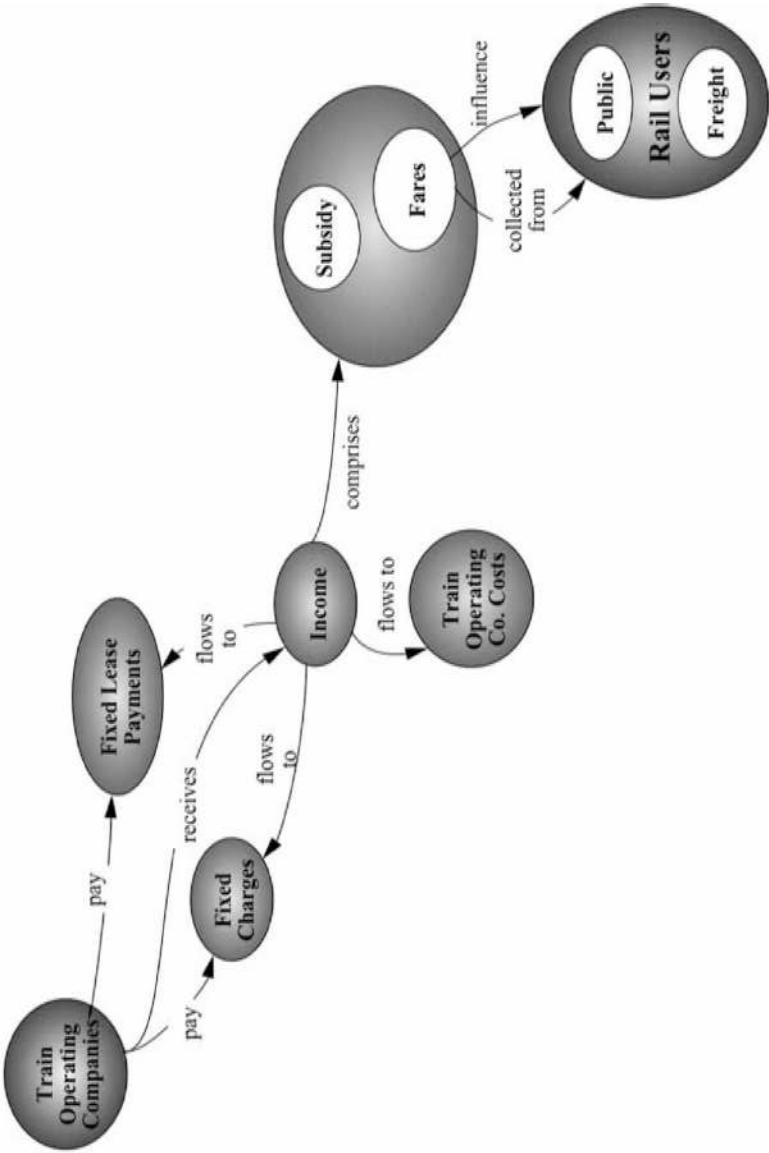 Train
Operating
Companies
pay
Fixed Lease
Payments
receives
pay
Fixed
Charges
flows
to
flows
to
Income
flows to
Train
Operating
Co. Costs
comprises
Subsidy
Fares
influence
collected
from
Public
Rail Users
Freight